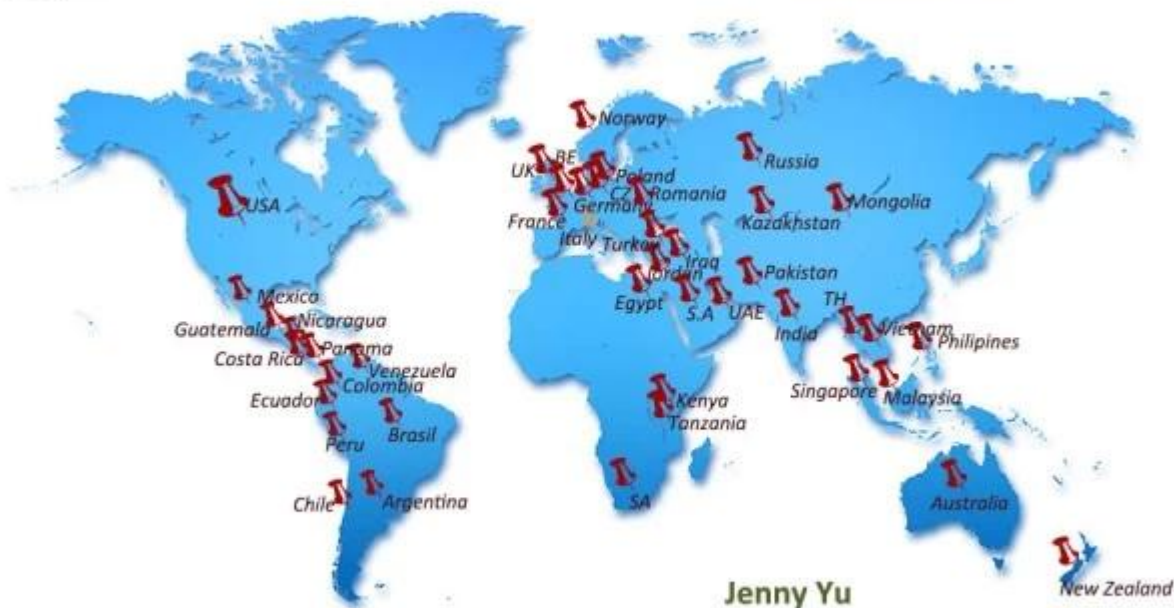 Norway
BE
UK
Poland
Russia
CZ
Romania
Mongolia
USA
Germany
Kazakhstan
France
Italy
Turkey
Iraq
Jordan
Pakistan
Mexico
Egypt
S.A
UAE
TH
India
Nicaragua
Guatemala
Vietnam
Philipines
Panama
Costa Rica
Venezuela
Singapore
Colombia
Malaysia
Ecuador
Kenya
Tanzania
Brasil
Peru
Chile
Argentina
SA
Australia
New Zealand
Jenny Yu